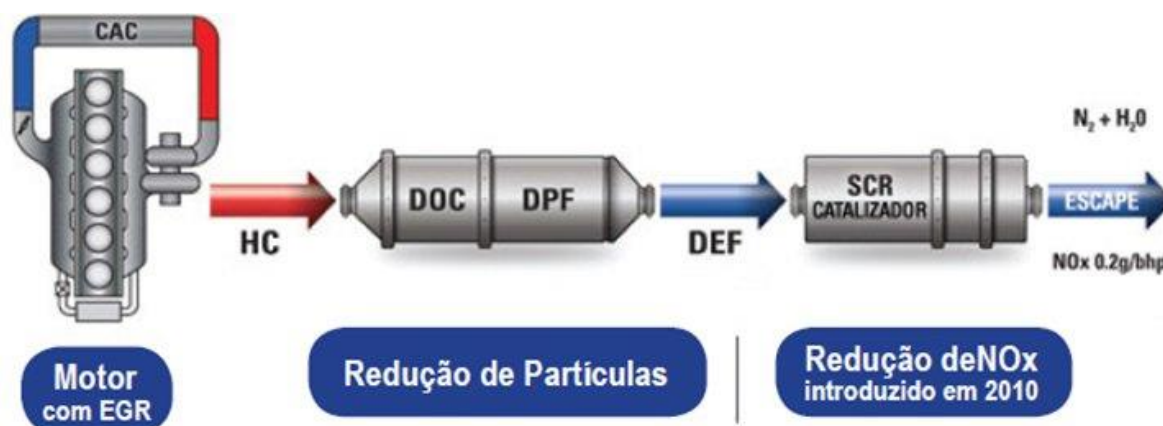 CAC
N₂ + H₂0
DOC
DPF
SCR
CATALIZADOR
ESCAPE
HC
DEF
NOx 0.2g/bhp
Motor
com EGR
Redução de Partículas
Redução deNOx
introduzido em 2010